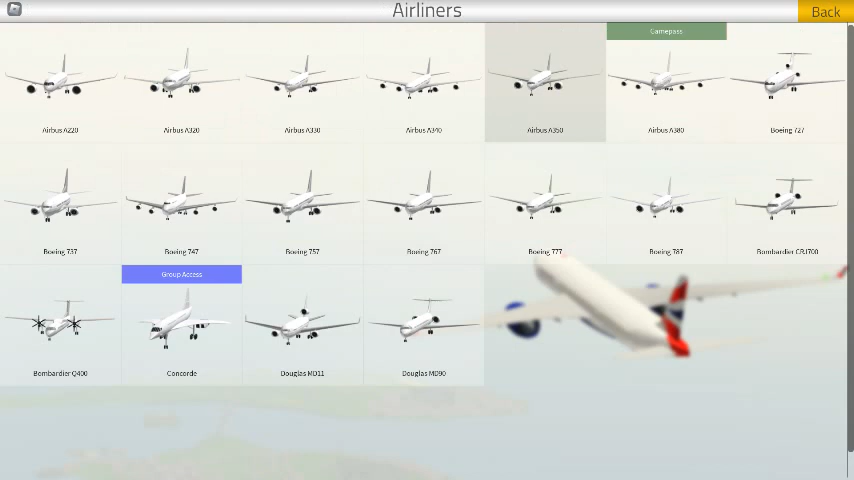 Airliners
Back
Gamepass
Airbus A220
Airbus A320
Airbus A330
Airbus A340
Airbus A350
Airbus A380
Boeing 727
Boeing 737
Boeing 747
Boeing 757
Boeing 767
Boeing 777
Boeing 787
Bombardier CRJ700
Group Access
Bombardier Q400
Concorde
Douglas MD11
Douglas MD90